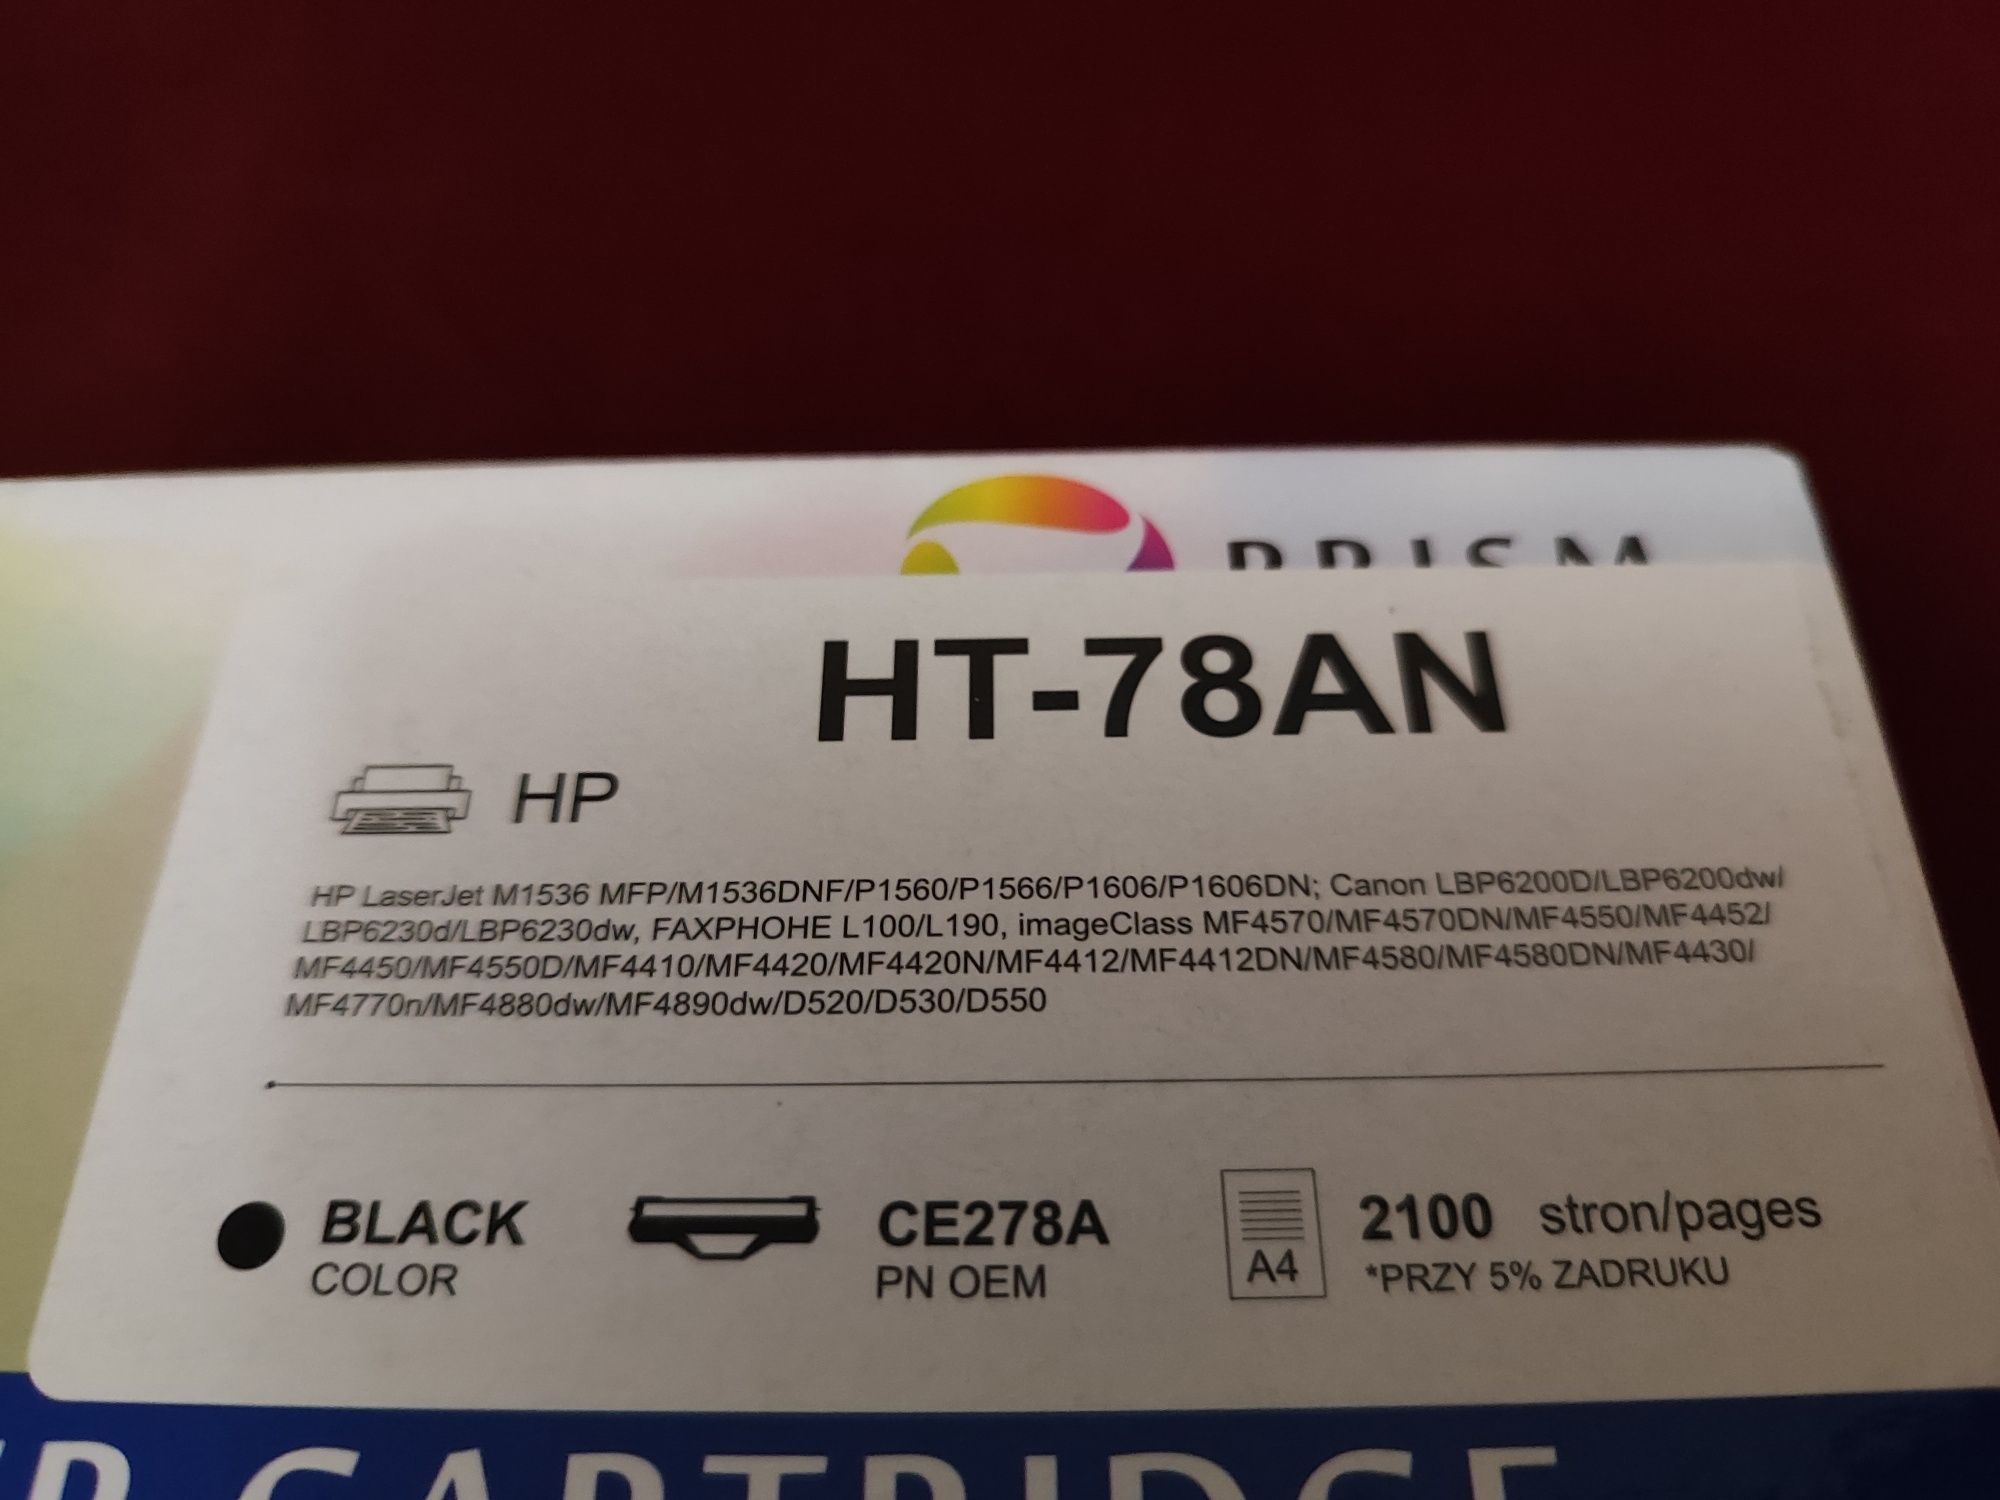 PRISM
HT-78AN
HP
HP LaserJet M1536 MFP/M1536DNF/P1560/P1566/P1606/P1606DN; Canon LBP6200D/LBP6200dw/
LBP6230d/LBP6230dw, FAXPHOHE L100/L190, imageClass MF4570/MF4570DN/MF4550/MF4452/
MF4450/MF4550D/MF4410/MF4420/MF4420N/MF4412/MF4412DN/MF4580/MF4580DN/MF4430/
MF4770n/MF4880dw/MF4890dw/D520/D530/D550
BLACK
COLOR
CE278A
PN OEM
A4
2100 stron/pages
*PRZY 5% ZADRUKU
CARTRIDGE